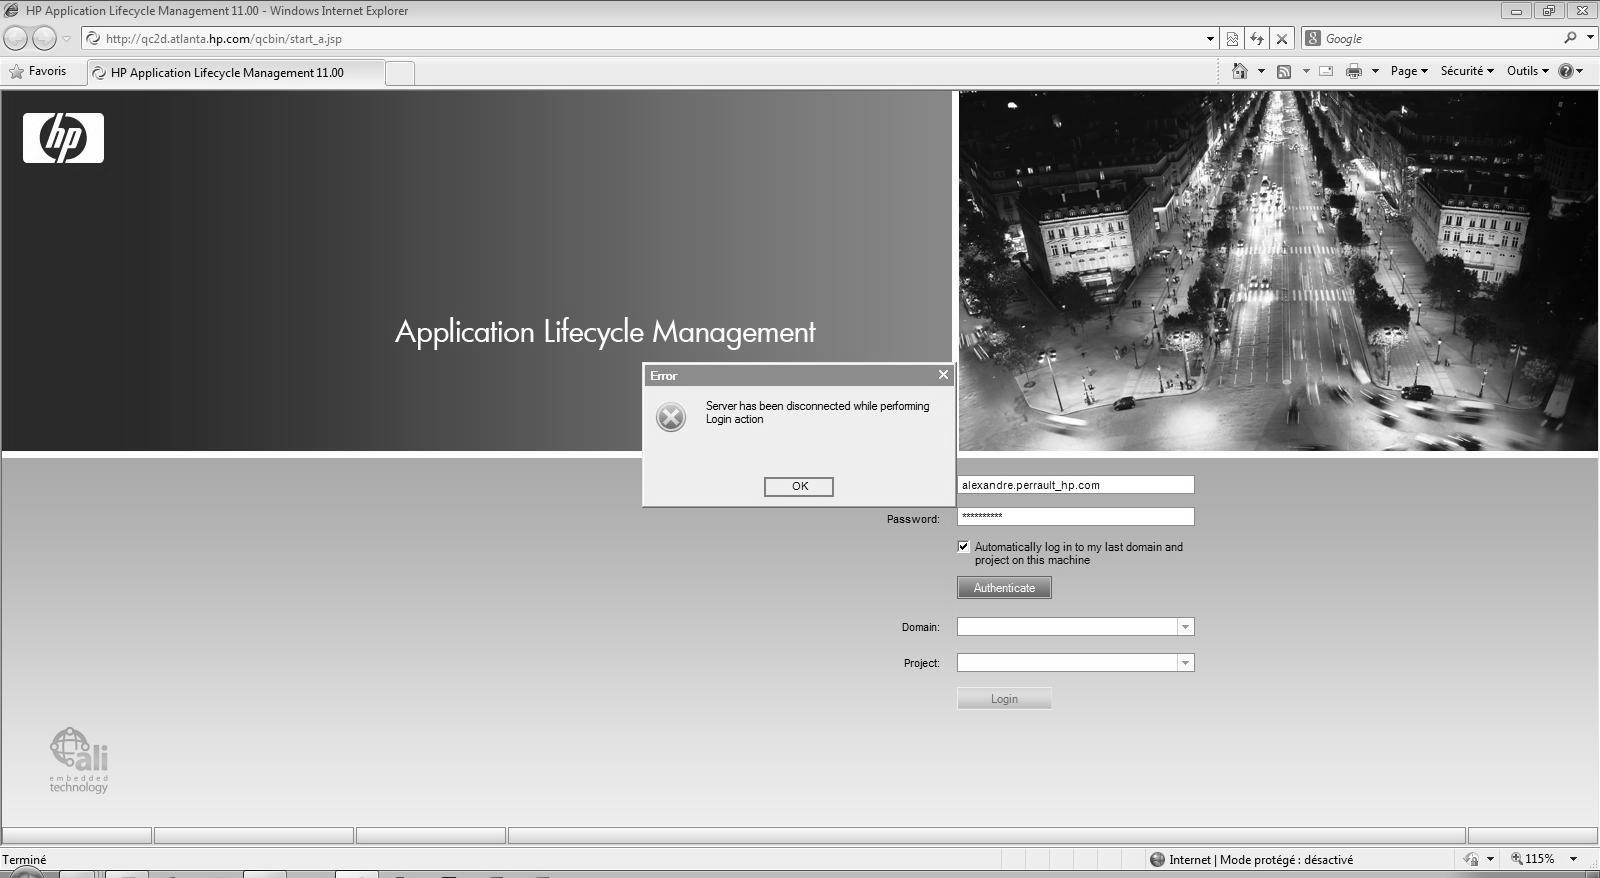 HP Application Lifecycle Management 11.00 - Windows Internet Explorer
http://qc2d.atlanta.hp.com/qcbin/start_a.jsp
Google
Favoris
HP Application Lifecycle Management 11.00
Page
Sécurité
Outils
hp
Application Lifecycle Management
Error
Server has been disconnected while performing
Login action
OK
alexandre.perrault_hp.com
Password:
**********
Automatically log in to my last domain and
project on this machine
Authenticate
Domain:
Project:
Login
ali
embedded
technology
Terminé
Internet | Mode protégé : désactivé
115%